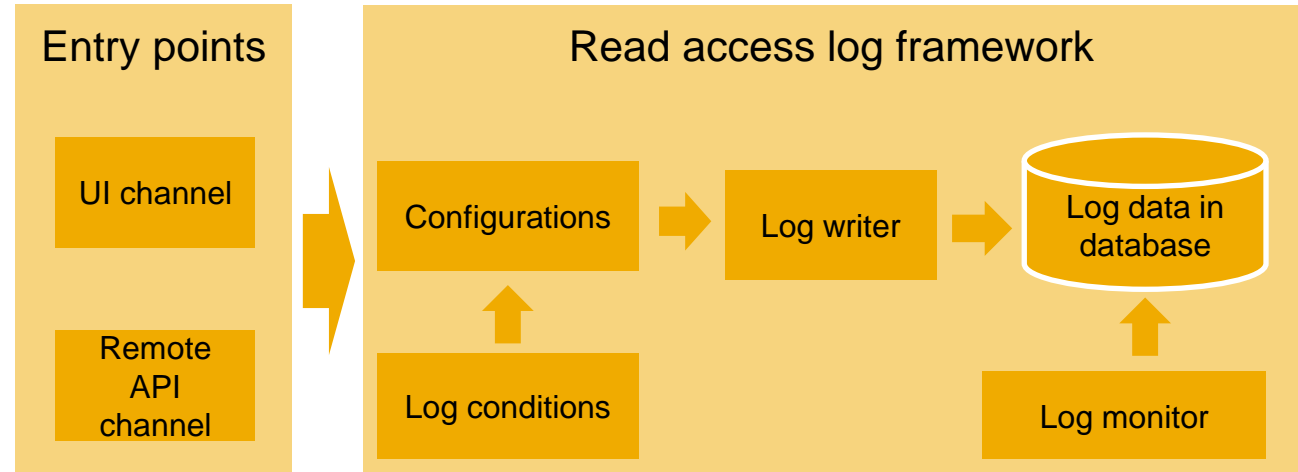 Entry points
UI channel
Remote
API
channel
Read access log framework
Configurations
Log writer
Log data in
database
Log conditions
Log monitor